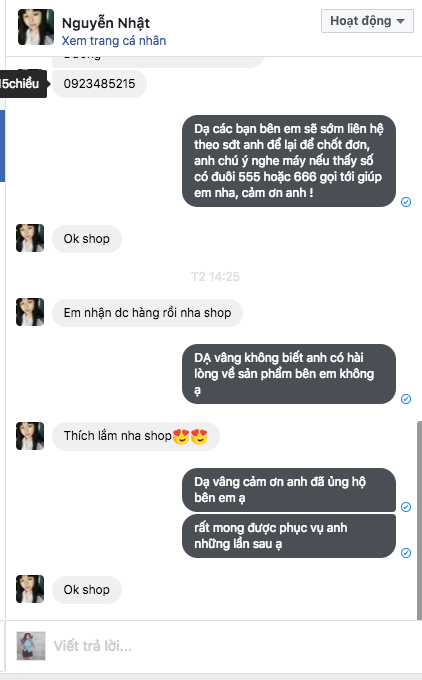 Nguyễn Nhật
Hoạt động
Xem trang cá nhân
Dương
15chiều
0923485215
Dạ các bạn bên em sẽ sớm liên hệ
theo sđt anh để lại để chốt đơn,
anh chú ý nghe máy nếu thấy số
có đuôi 555 hoặc 666 gọi tới giúp
em nha, cảm ơn anh !
Ok shop
T2 14:25
Em nhận dc hàng rồi nha shop
DẠ vâng không biết anh có hài
lòng về sản phẩm bên em không
ạ
Thích lắm nha shop😍😍
Dạ vâng cảm ơn anh đã ủng hộ
bên em ạ
rất mong được phục vụ anh
những lần sau ạ
Ok shop
Viết trả lời...